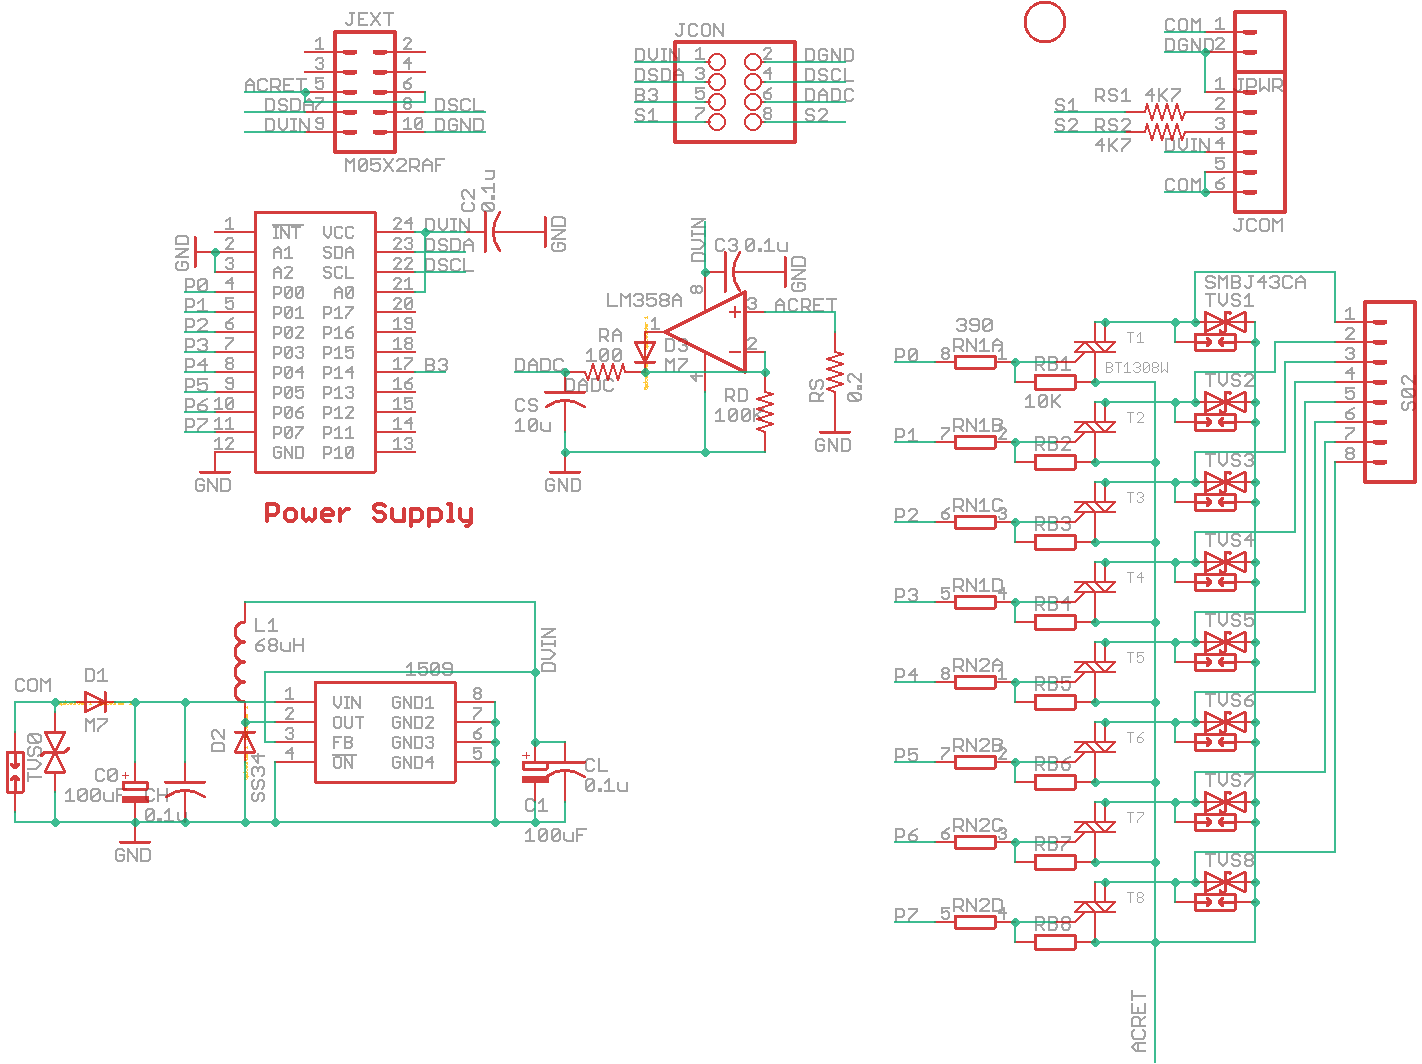 JEXT
1 2
3 4
ACRET 5 6
DSDA 7 8 DSCL
DVIN 9 10 DGND
M05X2RAF
JCON
DVIN 1 2 DGND
DSDA 3 4 DSCL
B3 5 6 DADC
S1 7 8 S2
COM 1
DGND 2
JPWR
1
S1 RS1 4K7 2
S2 RS2 4K7 3
DVIN 4
5
COM 6
JCOM
C2
0.1u
GND
GND
1 INT VCC 24 DVIN
2 A1 SDA 23 DSDA
3 A2 SCL 22 DSCL
P0 4 P00 A0 21
P1 5 P01 P17 20
P2 6 P02 P16 19
P3 7 P03 P15 18
P4 8 P04 P14 17 B3
P5 9 P05 P13 16
P6 10 P06 P12 15
P7 11 P07 P11 14
12 GND P10 13
GND
DVIN
C3 0.1u
GND
8
LM358A
1
3 ACRET
2
4
RA
100
D3
M7
DADC
DADC
CS
10u
RD
100K
RS
0.2
GND
GND
Power Supply
L1
68uH
DVIN
1509
COM
D1
M7
TVS0
C0 +
100uF
CH
0.1u
GND
D2
SS34
1 VIN GND1 8
2 OUT GND2 7
3 FB GND3 6
4 ON GND4 5
+
CL
0.1u
C1
100uF
SMBJ43CA
TVS1
390
P0 8 RN1A 1
RB1
10K
T1
BT1308W
P1 7 RN1B 2
RB2
T2
TVS2
P2 6 RN1C 3
RB3
T3
TVS3
P3 5 RN1D 4
RB4
T4
TVS4
P4 8 RN2A 1
RB5
T5
TVS5
P5 7 RN2B 2
RB6
T6
TVS6
P6 6 RN2C 3
RB7
T7
TVS7
P7 5 RN2D 4
RB8
T8
TVS8
1
2
3
4
5
6
7
8
S02
ACRET